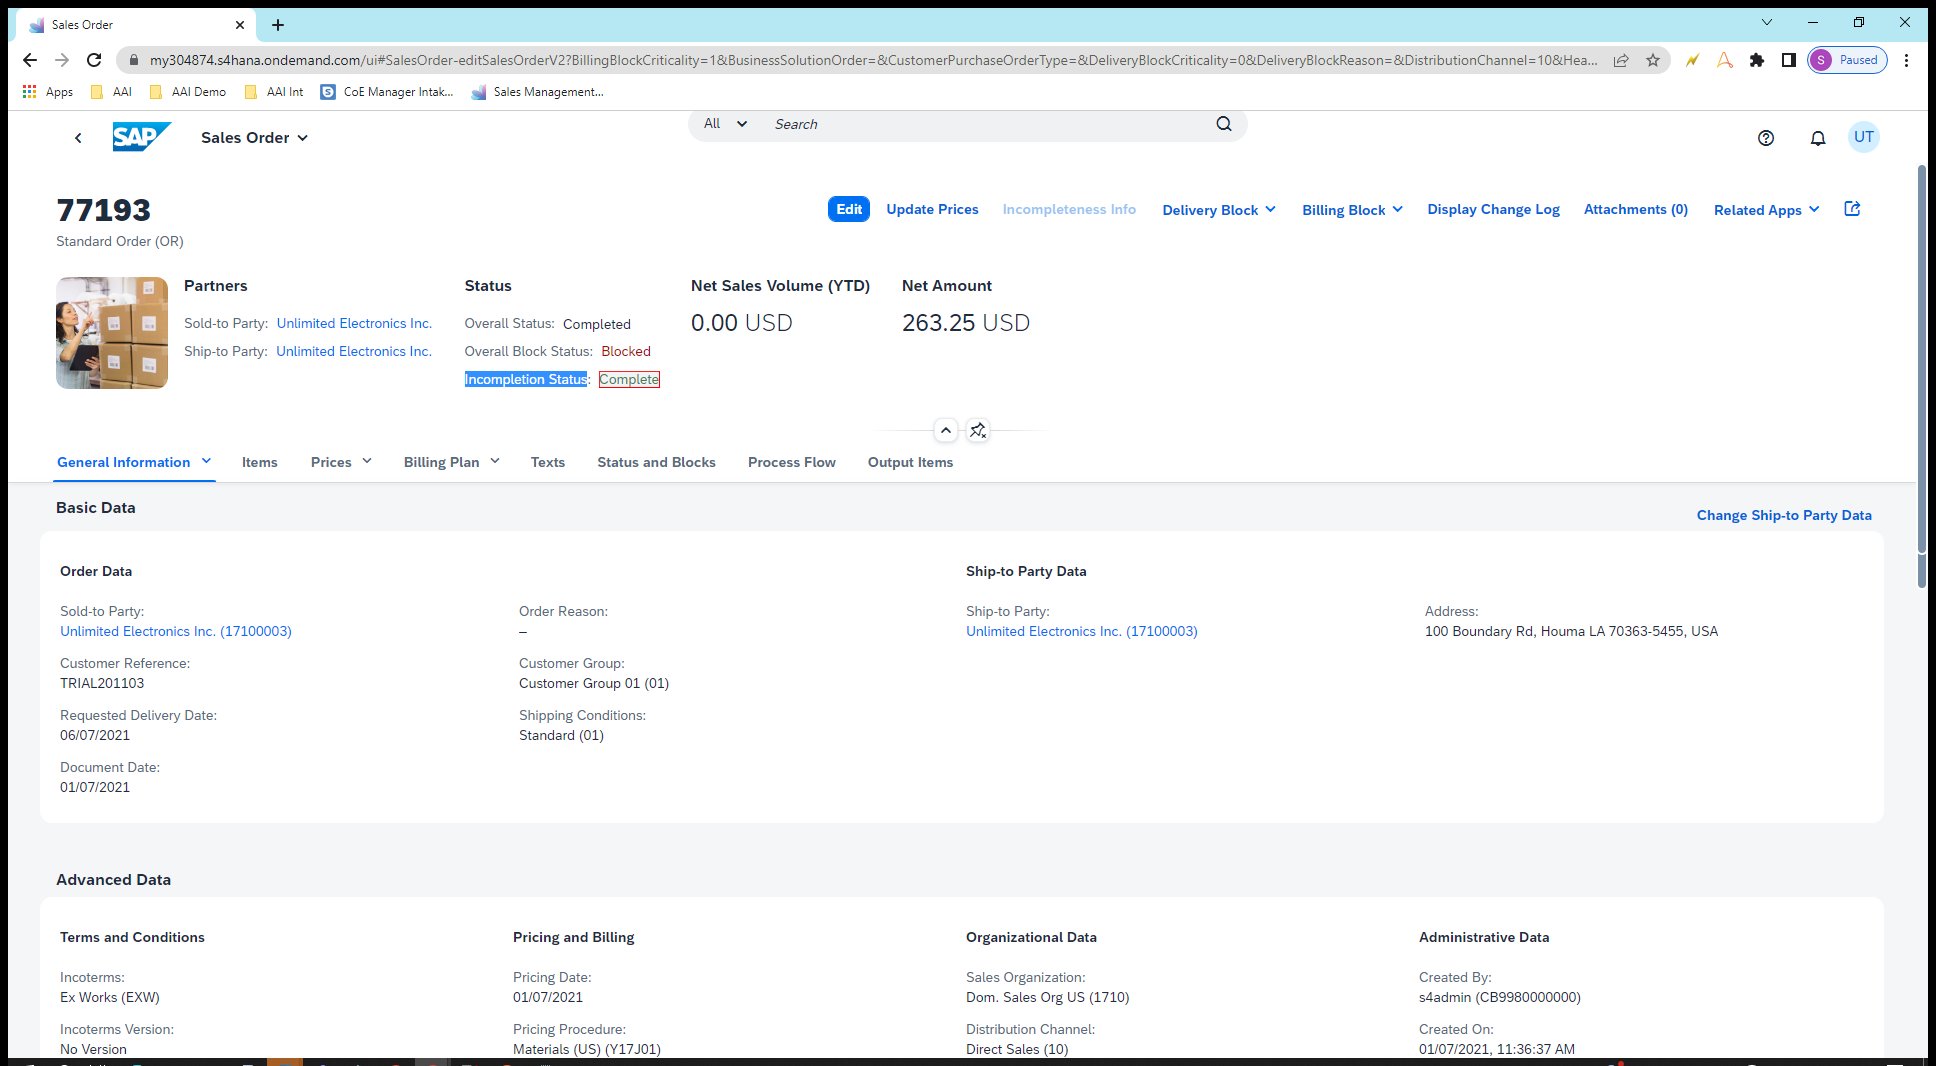 Sales Order
my304874.s4hana.ondemand.com/ui#SalesOrder-editSalesOrderV2?BillingBlockCriticality=1&BusinessSolutionOrder=&CustomerPurchaseOrderType=&DeliveryBlockCriticality=0&DeliveryBlockReason=&DistributionChannel=10&Hea...
S Paused
Apps AAI AAI Demo AAI Int S CoE Manager Intak... Sales Management...
SAP Sales Order All Search UT
77193
Standard Order (OR)
Edit Update Prices Incompleteness Info Delivery Block Billing Block Display Change Log Attachments (0) Related Apps
Partners Status Net Sales Volume (YTD) Net Amount
Sold-to Party: Unlimited Electronics Inc. Overall Status: Completed 0.00 USD 263.25 USD
Ship-to Party: Unlimited Electronics Inc. Overall Block Status: Blocked
Incompletion Status: Complete
General Information Items Prices Billing Plan Texts Status and Blocks Process Flow Output Items
Basic Data
Change Ship-to Party Data
Order Data Ship-to Party Data
Sold-to Party: Order Reason: Ship-to Party: Address:
Unlimited Electronics Inc. (17100003) – Unlimited Electronics Inc. (17100003) 100 Boundary Rd, Houma LA 70363-5455, USA
Customer Reference: Customer Group:
TRIAL201103 Customer Group 01 (01)
Requested Delivery Date: Shipping Conditions:
06/07/2021 Standard (01)
Document Date:
01/07/2021
Advanced Data
Terms and Conditions Pricing and Billing Organizational Data Administrative Data
Incoterms: Pricing Date: Sales Organization: Created By:
Ex Works (EXW) 01/07/2021 Dom. Sales Org US (1710) s4admin (CB9980000000)
Incoterms Version: Pricing Procedure: Distribution Channel: Created On:
No Version Materials (US) (Y17J01) Direct Sales (10) 01/07/2021, 11:36:37 AM